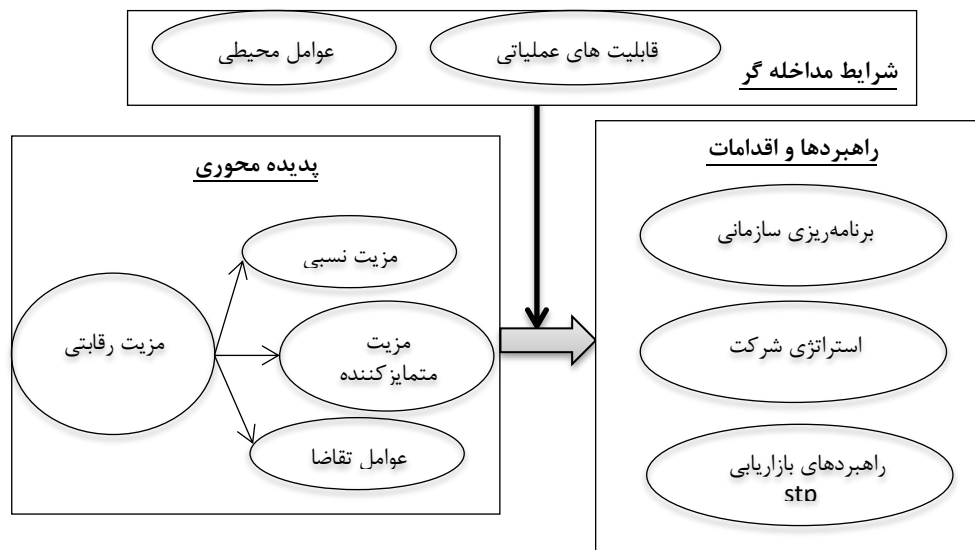 عوامل محیطی
قابلیت های عملیاتی
شرایط مداخله گر
راهبردها و اقدامات
برنامه‌ریزی سازمانی
استراتژی شرکت
راهبردهای بازاریابی
stp
پدیده محوری
مزیت رقابتی
مزیت نسبی
مزیت
متمایزکننده
عوامل تقاضا